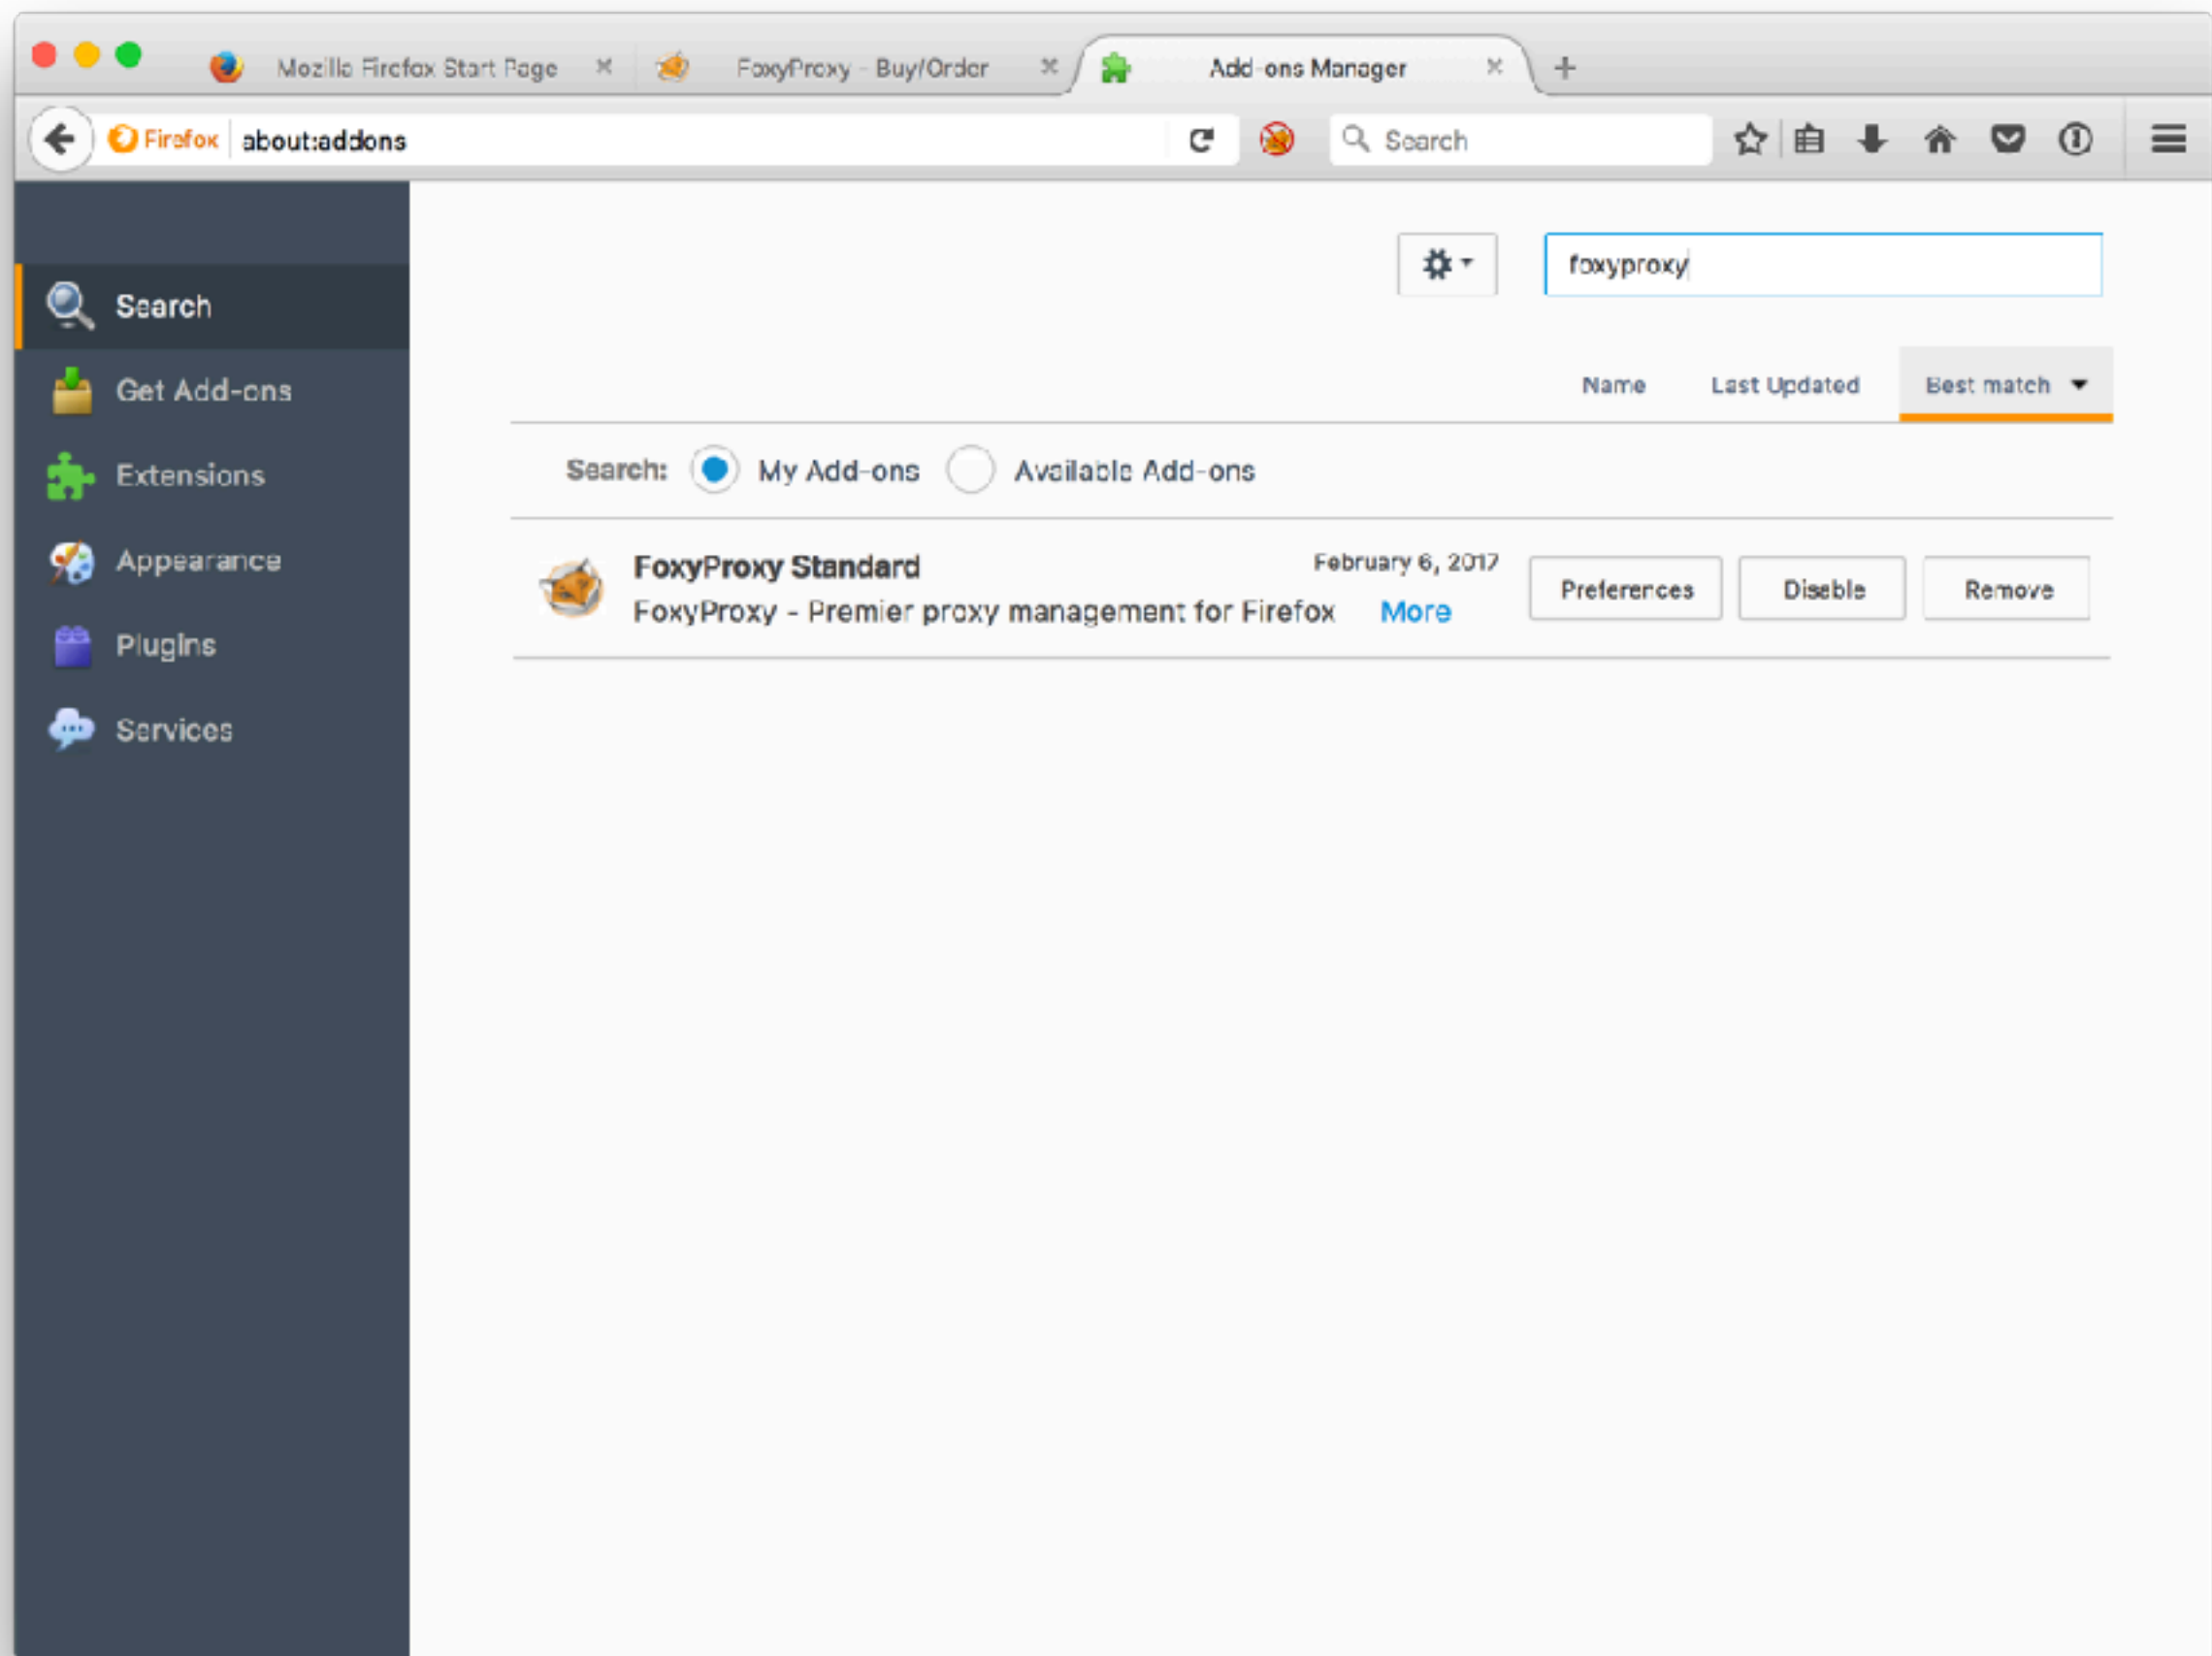 Mozilla Firefox Start Page
FoxyProxy - Buy/Order
Add-ons Manager
Firefox about:addons
Search
foxyproxy
Search
Get Add-ons
Extensions
Appearance
Plugins
Services
Name Last Updated Best match
Search: My Add-ons Available Add-ons
FoxyProxy Standard February 6, 2017
FoxyProxy - Premier proxy management for Firefox More
Preferences Disable Remove